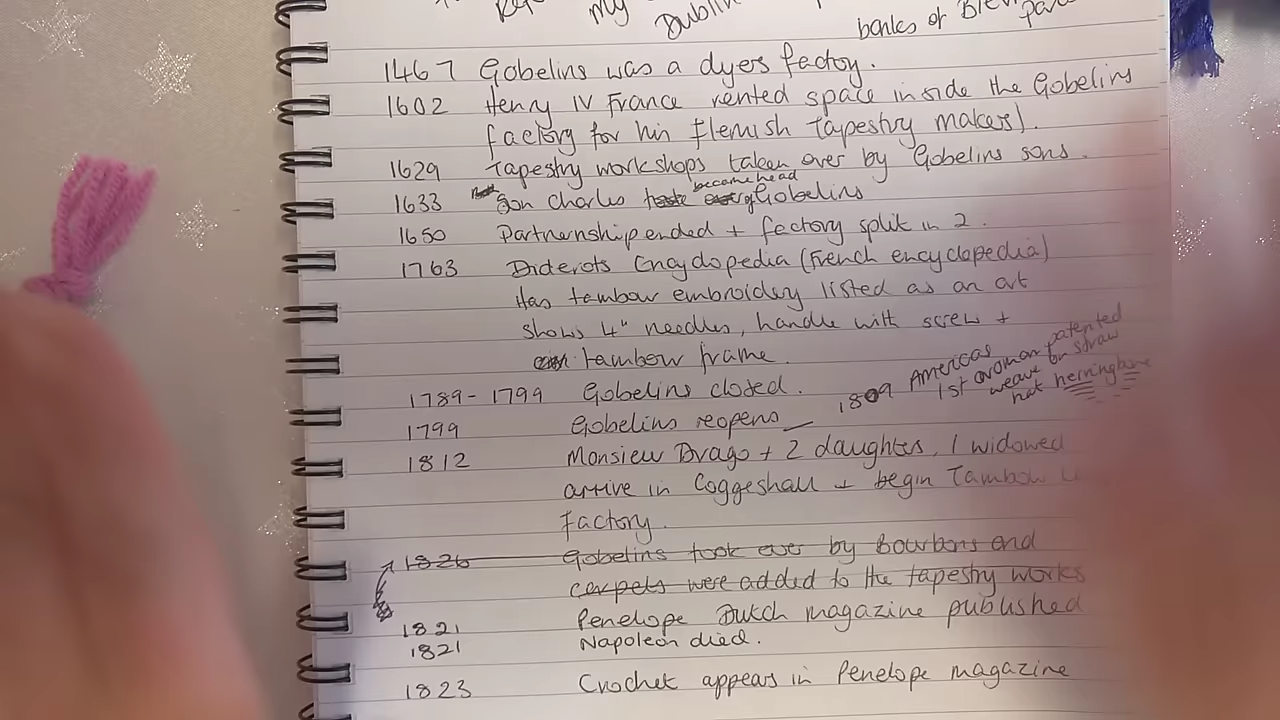 my
Dublin
banks of
1467 Gobelins was a dyers factory.
1602 Henry IV France rented space inside the Gobelins
factory for his Flemish Tapestry makers).
1629 Tapestry workshops taken over by Gobelins sons.
became head
1633 Son Charles Gobelins
1650 Partnership ended + factory split in 2.
1763 Diderots Encyclopedia (French encyclopedia)
Has tambour embroidery listed as an art
shows 4" needles, handle with screw +
tambour frame.
1789-1799 Gobelins closed.
1809 Americas
1st woman patented
weave on straw
hat herringbone
1799 Gobelins reopens
1812 Monsieur Drago + 2 daughters, 1 widowed
arrive in Coggeshall + begin Tambour
factory.
1826 Gobelins took over by Bourbons and
carpets were added to the tapestry works
1821 Penelope Dutch magazine published
1821 Napoleon died.
1823 Crochet appears in Penelope magazine